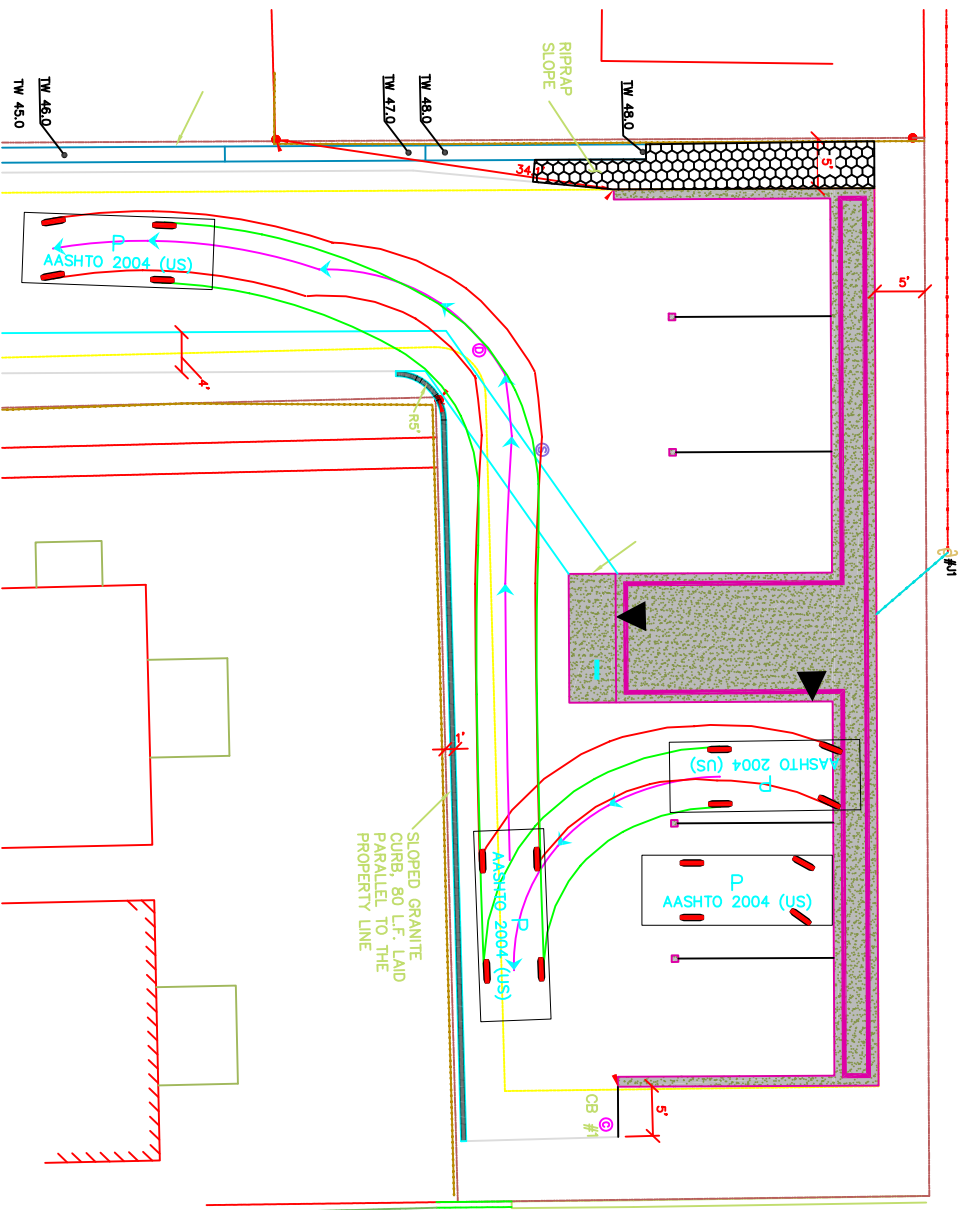 RIPRAP
SLOPE
TW 48.0
TW 48.0
TW 47.0
TW 46.0
TW 45.0
5'
5'
P
AASHTO 2004 (US)
D
S
4'
R5'
#J1
1'
AASHTO 2004 (US)
P
P
AASHTO 2004 (US)
P
AASHTO 2004 (US)
SLOPED GRANITE
CURB, 80 L.F. LAID
PARALLEL TO THE
PROPERTY LINE
5'
CB #1
C